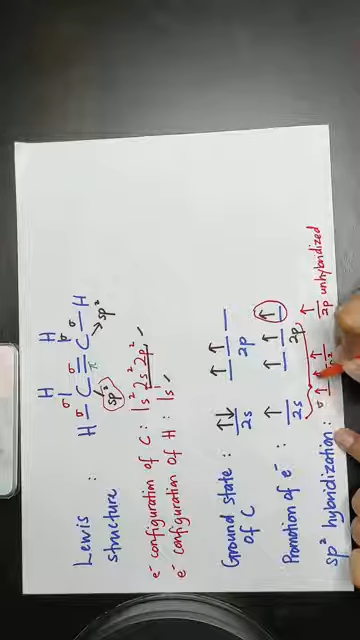 H H
Lewis structure : H—C=C—H
σ σ σ σ π
sp² sp²
e⁻ configuration of C : 1s² 2s² 2p² ✓
e⁻ configuration of H : 1s¹ ✓
Ground state of C : ↑↓ ↑ ↑
2s 2p
Promotion of e⁻ : ↑ ↑ ↑ ↑
2s 2p
sp² hybridization : ↑ ↑ ↑ ↑
σ 2p unhybridized